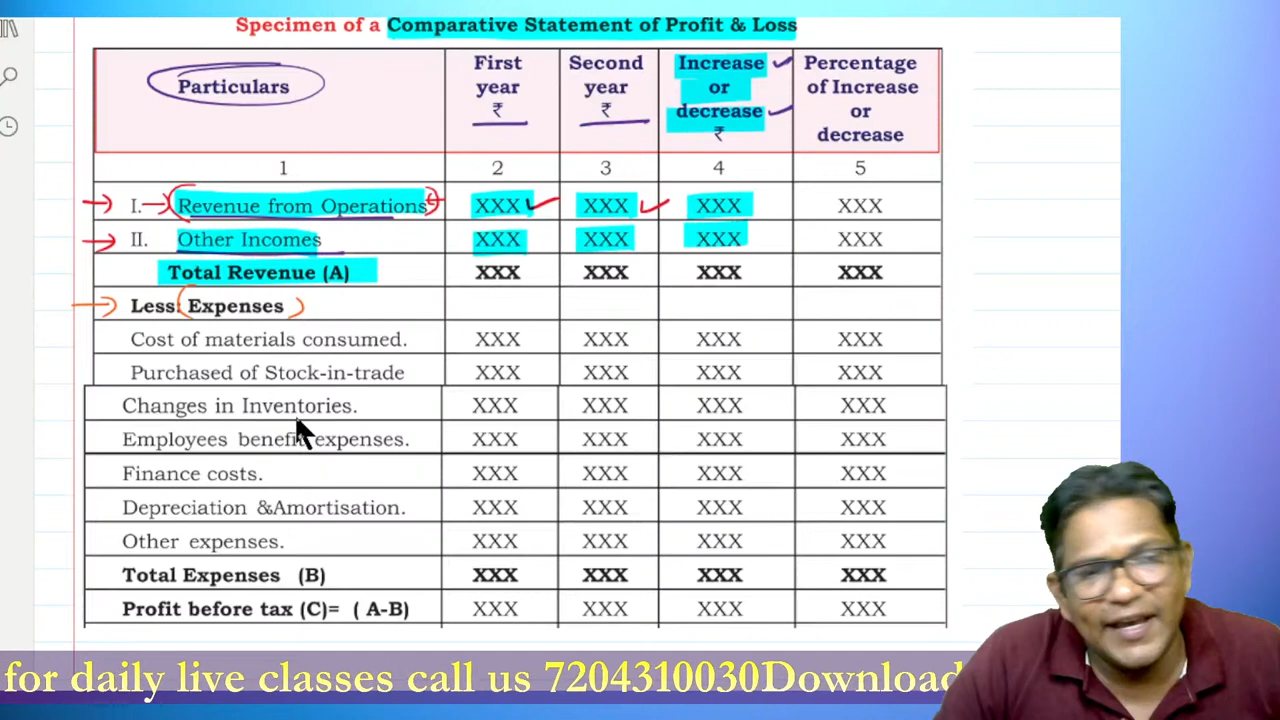 Specimen of a Comparative Statement of Profit & Loss
Particulars First year ₹ Second year ₹ Increase or decrease ₹ Percentage of Increase or decrease
1 2 3 4 5
I. Revenue from Operations XXX XXX XXX XXX
II. Other Incomes XXX XXX XXX XXX
Total Revenue (A) XXX XXX XXX XXX
Less: Expenses
Cost of materials consumed. XXX XXX XXX XXX
Purchased of Stock-in-trade XXX XXX XXX XXX
Changes in Inventories. XXX XXX XXX XXX
Employees benefit expenses. XXX XXX XXX XXX
Finance costs. XXX XXX XXX XXX
Depreciation &Amortisation. XXX XXX XXX XXX
Other expenses. XXX XXX XXX XXX
Total Expenses (B) XXX XXX XXX XXX
Profit before tax (C)= ( A-B) XXX XXX XXX XXX
for daily live classes call us 7204310030!Download